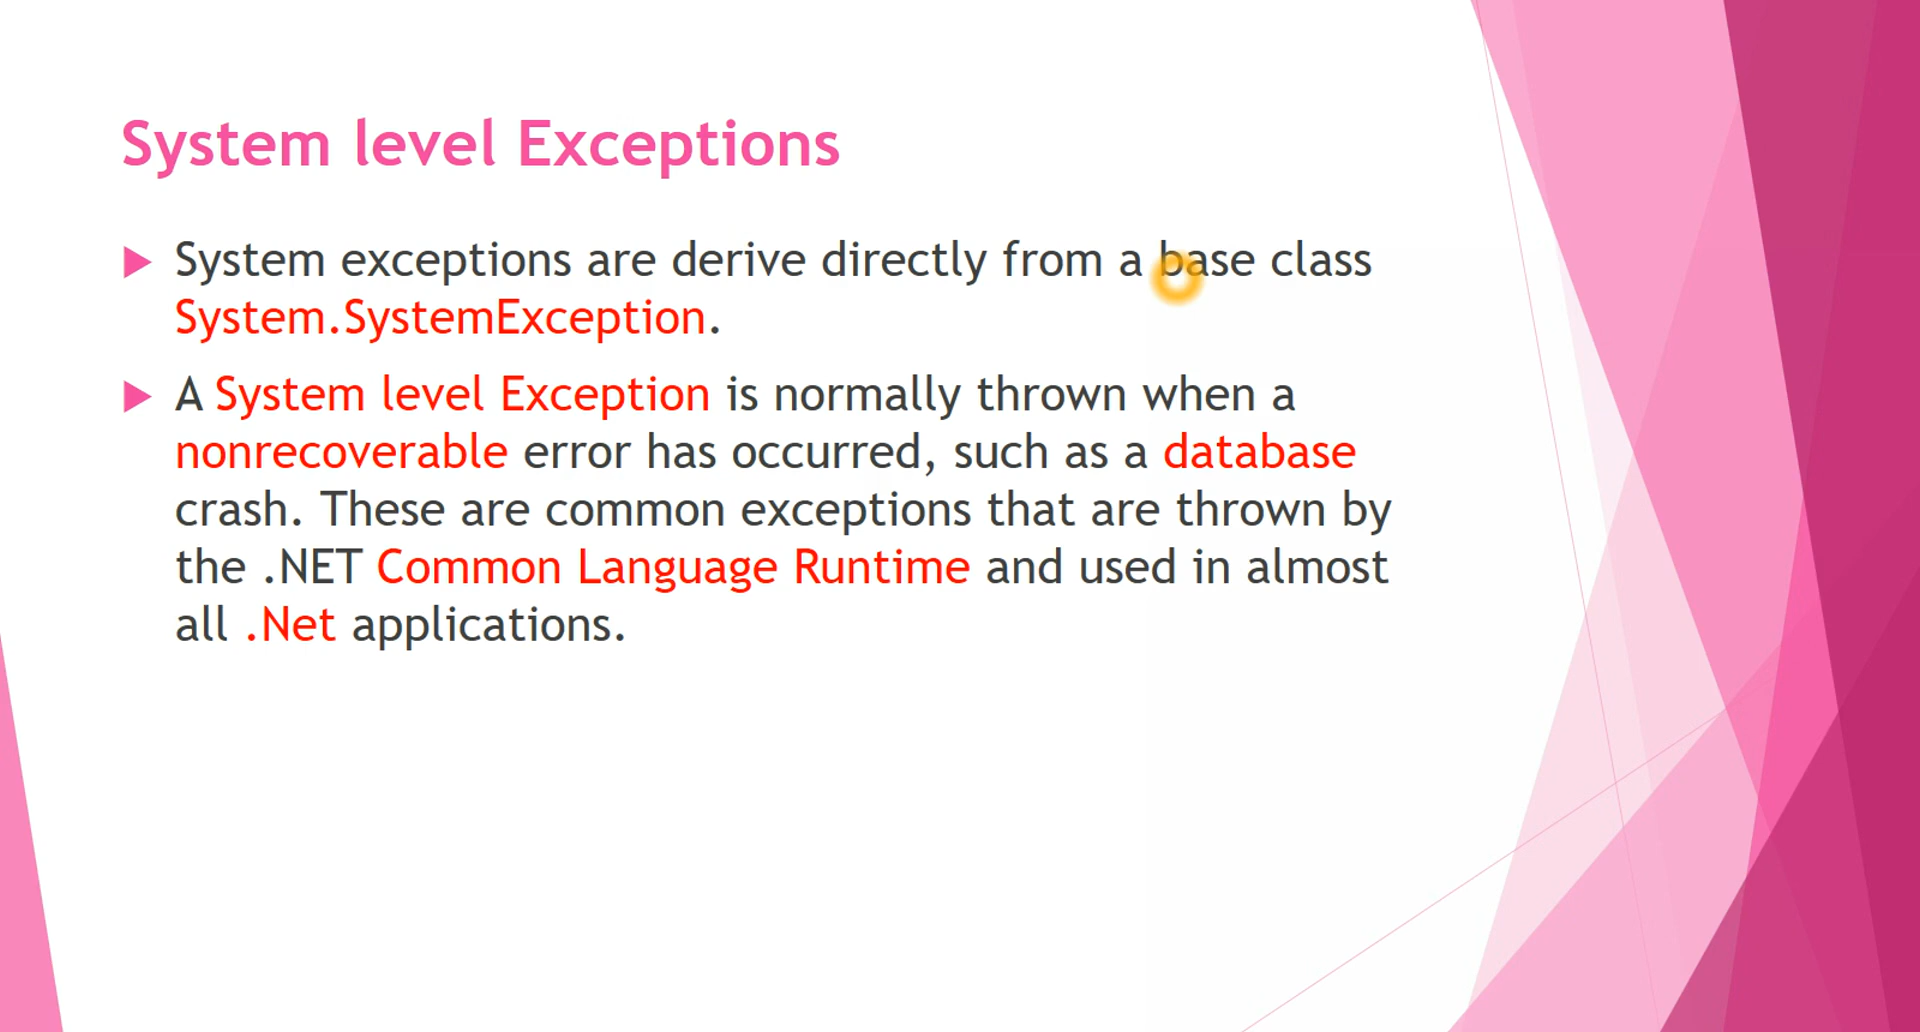 System level Exceptions
System exceptions are derive directly from a base class
System.SystemException.
A System level Exception is normally thrown when a
nonrecoverable error has occurred, such as a database
crash. These are common exceptions that are thrown by
the .NET Common Language Runtime and used in almost
all .Net applications.